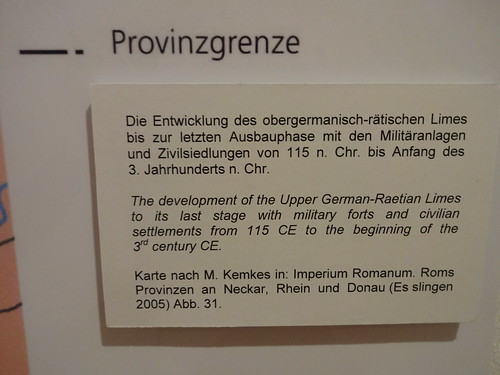 Provinzgrenze
Die Entwicklung des obergermanisch-rätischen Limes
bis zur letzten Ausbauphase mit den Militäranlagen
und Zivilsiedlungen von 115 n. Chr. bis Anfang des
3. Jahrhunderts n. Chr.
The development of the Upper German-Raetian Limes
to its last stage with military forts and civilian
settlements from 115 CE to the beginning of the
3rd century CE.
Karte nach M. Kemkes in: Imperium Romanum. Roms
Provinzen an Neckar, Rhein und Donau (Es slingen
2005) Abb. 31.